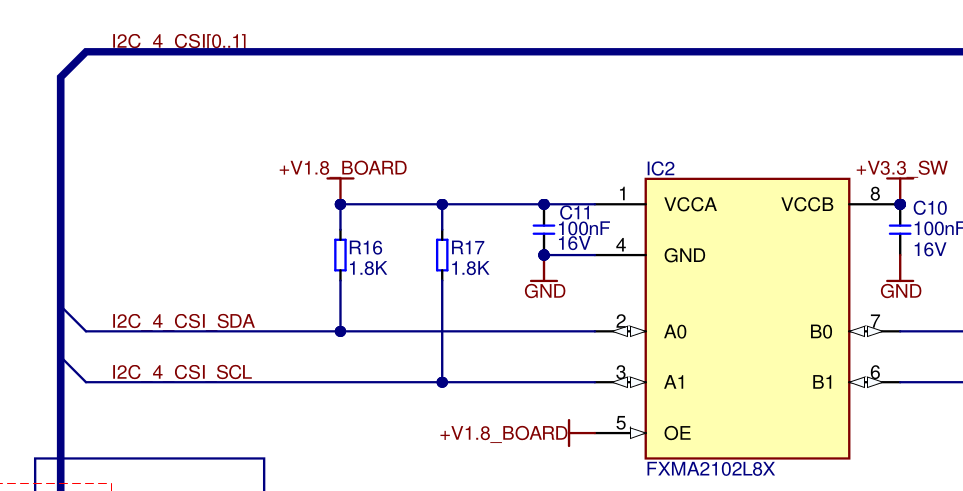 I2C_4_CSI[0..1]
+V1.8_BOARD
IC2
+V3.3_SW
1
VCCA
VCCB
8
C11
100nF
16V
C10
100nF
16V
R16
1.8K
R17
1.8K
4
GND
GND
GND
I2C_4_CSI_SDA
2
A0
B0
7
I2C_4_CSI_SCL
3
A1
B1
6
+V1.8_BOARD
5
OE
FXMA2102L8X